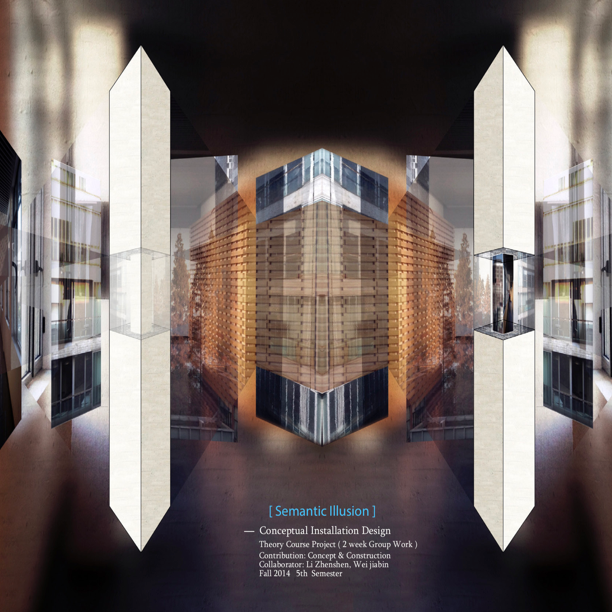 [ Semantic Illusion ]
— Conceptual Installation Design
Theory Course Project ( 2 week Group Work )
Contribution: Concept & Construction
Collaborator: Li Zhenshen, Wei jiabin
Fall 2014 5th Semester